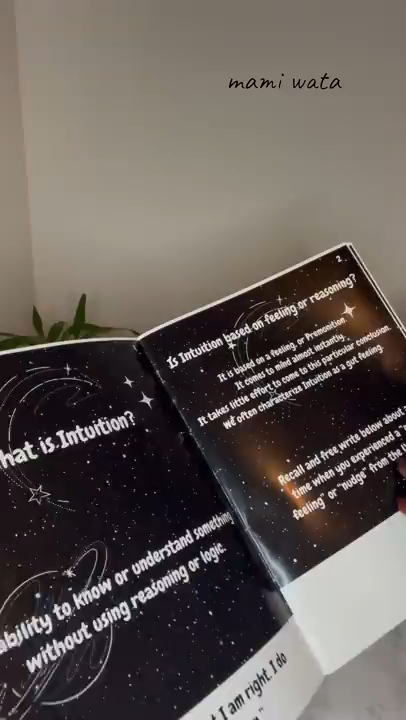 mami wata
hat is Intuition?
ability to know or understand something
without using reasoning or logic.
t I am right. I do
2
Is Intuition based on feeling or reasoning?
It is based on a feeling, or Premonition.
It comes to mind almost instantly.
It takes little effort to come to this particular conclusion.
We often characterize Intuition as a gut feeling.
Recall and free write below about
time when you experienced a
feeling" or "nudge" from the